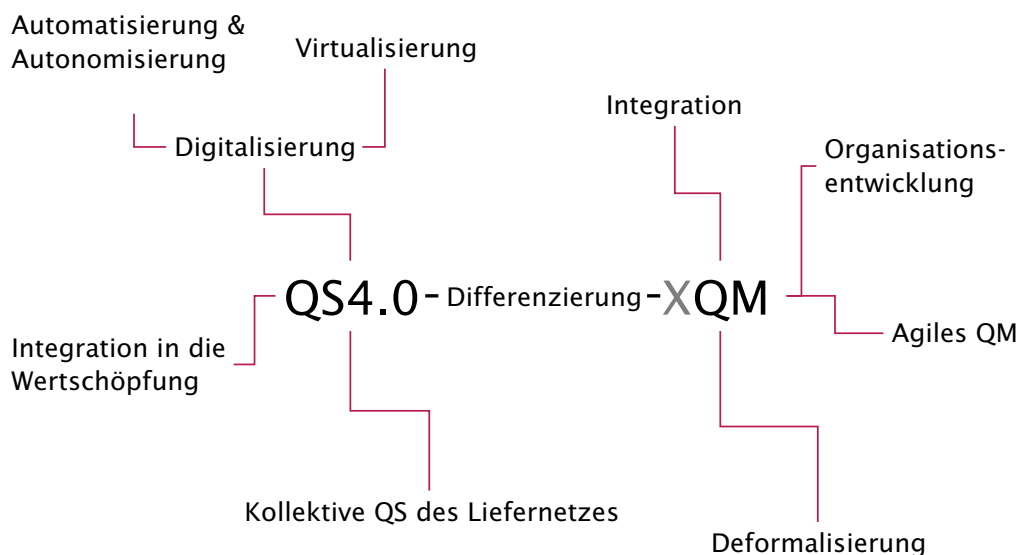 Automatisierung &
Autonomisierung
Virtualisierung
Digitalisierung
Integration
Organisations-
entwicklung
QS4.0 – Differenzierung – XQM
Integration in die
Wertschöpfung
Agiles QM
Kollektive QS des Liefernetzes
Deformalisierung